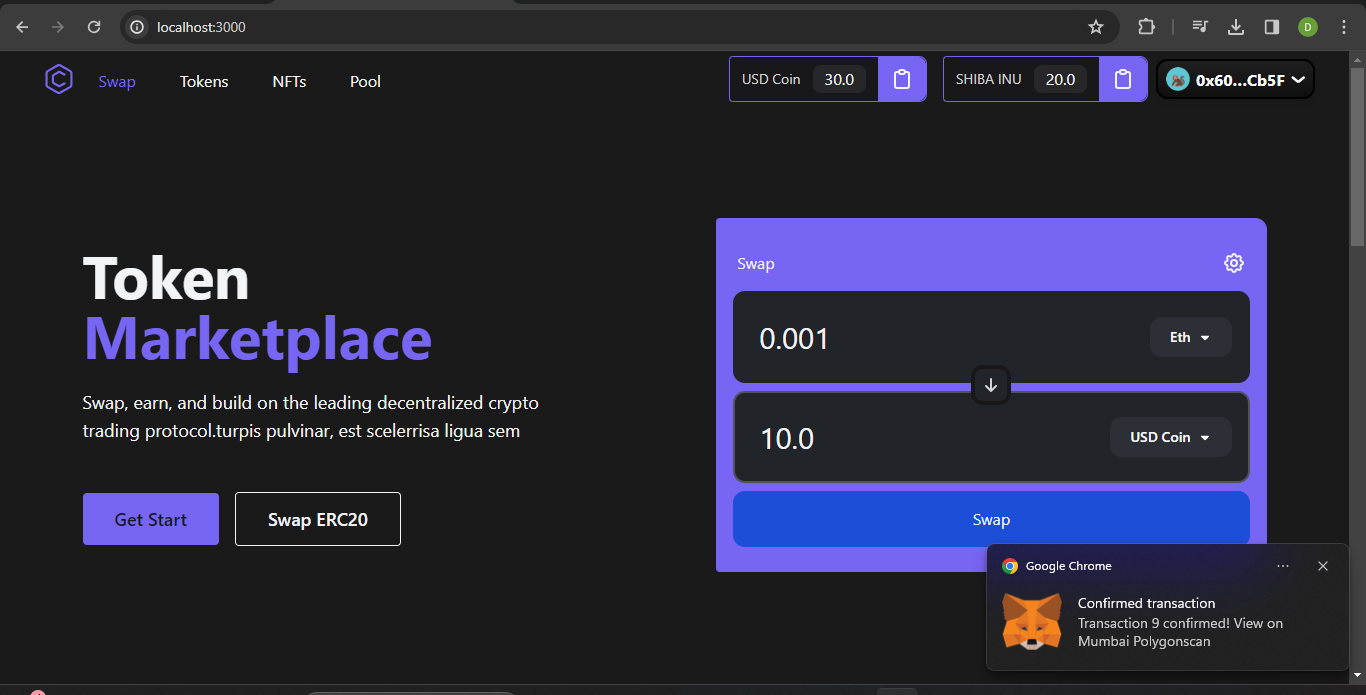 localhost:3000
D
Swap
Tokens
NFTs
Pool
USD Coin 30.0
SHIBA INU 20.0
0x60...Cb5F
Token
Marketplace
Swap, earn, and build on the leading decentralized crypto
trading protocol.turpis pulvinar, est scelerrisa ligua sem
Get Start
Swap ERC20
Swap
0.001
Eth
10.0
USD Coin
Swap
Google Chrome
Confirmed transaction
Transaction 9 confirmed! View on
Mumbai Polygonscan